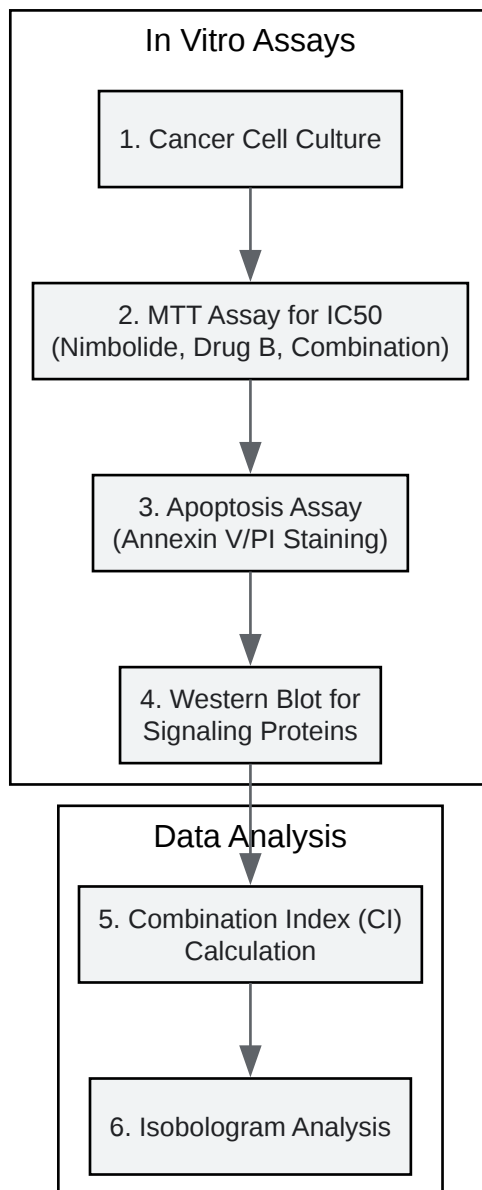 In Vitro Assays
1. Cancer Cell Culture
2. MTT Assay for IC50
(Nimbolide, Drug B, Combination)
3. Apoptosis Assay
(Annexin V/PI Staining)
4. Western Blot for
Signaling Proteins
Data Analysis
5. Combination Index (CI)
Calculation
6. Isobologram Analysis